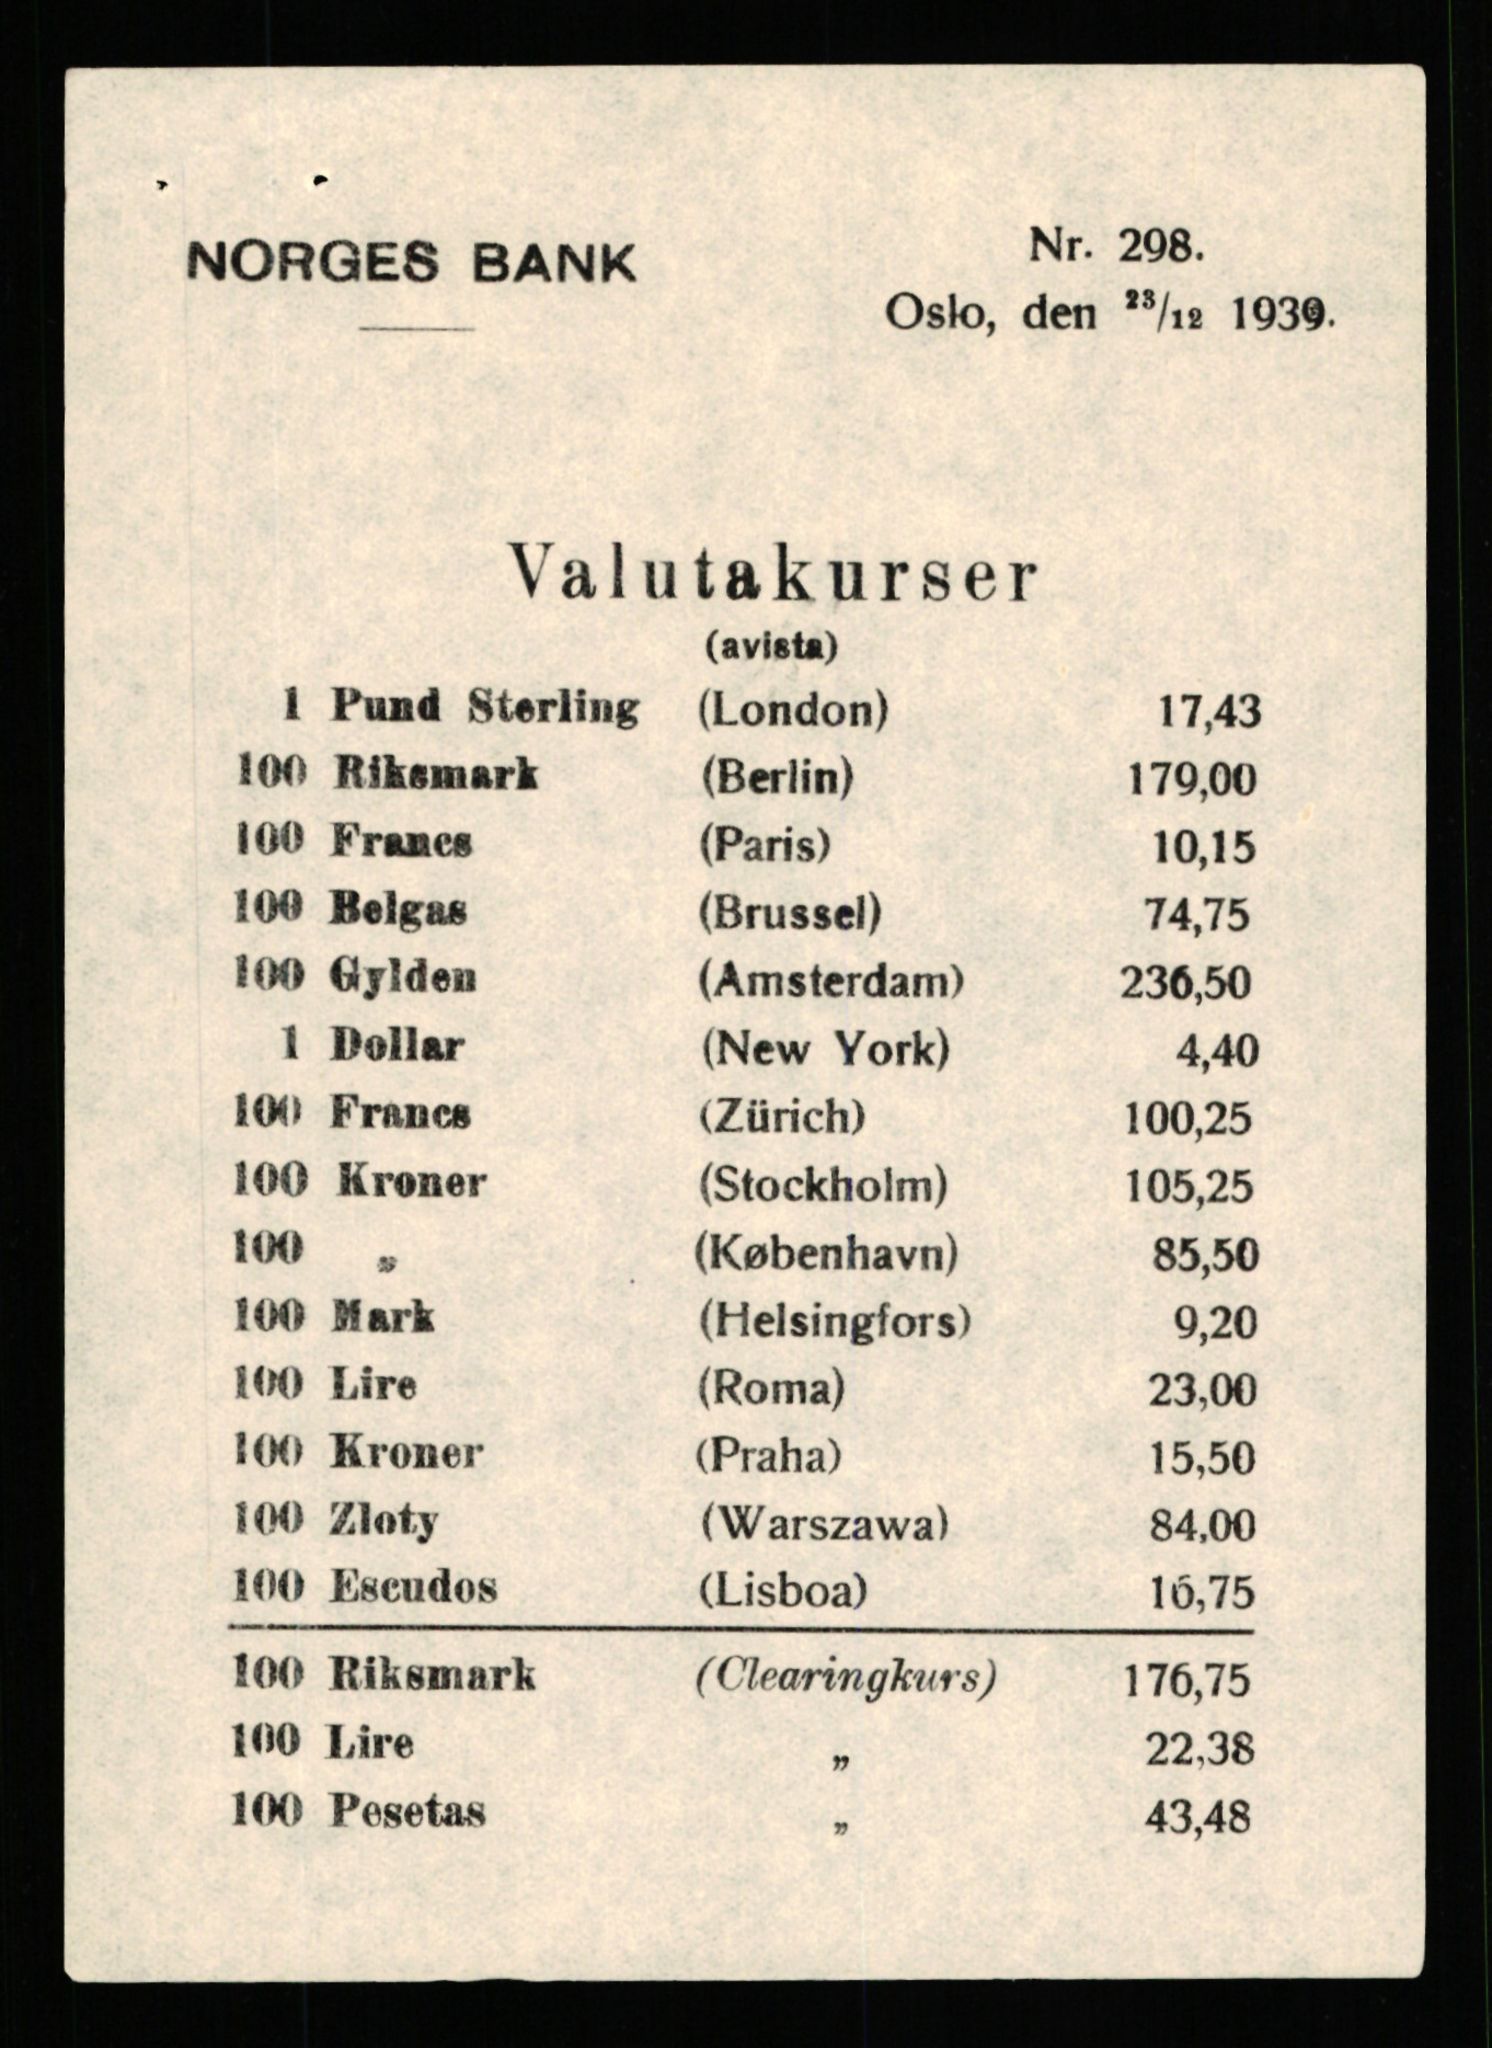 NORGES BANK
Nr. 298.
Oslo, den 23/12 1939.
Valutakurser
(avista)
1 Pund Sterling (London) 17,43
100 Riksmark (Berlin) 179,00
100 Francs (Paris) 10,15
100 Belgas (Brussel) 74,75
100 Gylden (Amsterdam) 236,50
1 Dollar (New York) 4,40
100 Francs (Zürich) 100,25
100 Kroner (Stockholm) 105,25
100 „ (København) 85,50
100 Mark (Helsingfors) 9,20
100 Lire (Roma) 23,00
100 Kroner (Praha) 15,50
100 Zloty (Warszawa) 84,00
100 Escudos (Lisboa) 16,75
100 Riksmark (Clearingkurs) 176,75
100 Lire „ 22,38
100 Pesetas „ 43,48